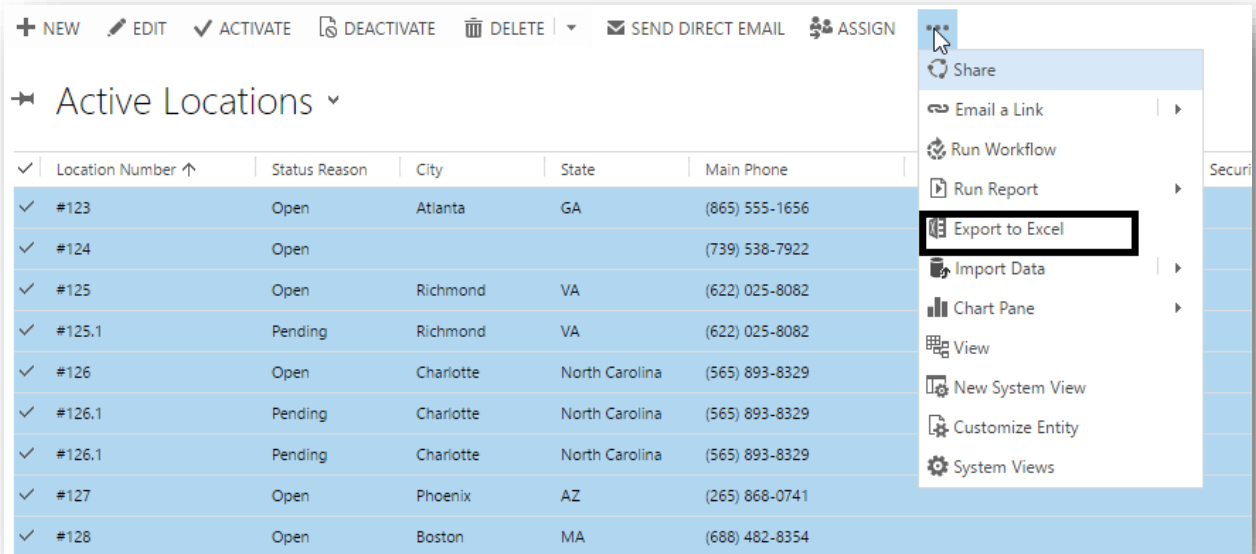 NEW EDIT ACTIVATE DEACTIVATE DELETE SEND DIRECT EMAIL ASSIGN
Active Locations
Location Number Status Reason City State Main Phone Securi
#123 Open Atlanta GA (865) 555-1656
#124 Open (739) 538-7922
#125 Open Richmond VA (622) 025-8082
#125.1 Pending Richmond VA (622) 025-8082
#126 Open Charlotte North Carolina (565) 893-8329
#126.1 Pending Charlotte North Carolina (565) 893-8329
#126.1 Pending Charlotte North Carolina (565) 893-8329
#127 Open Phoenix AZ (265) 868-0741
#128 Open Boston MA (688) 482-8354
Share
Email a Link
Run Workflow
Run Report
Export to Excel
Import Data
Chart Pane
View
New System View
Customize Entity
System Views